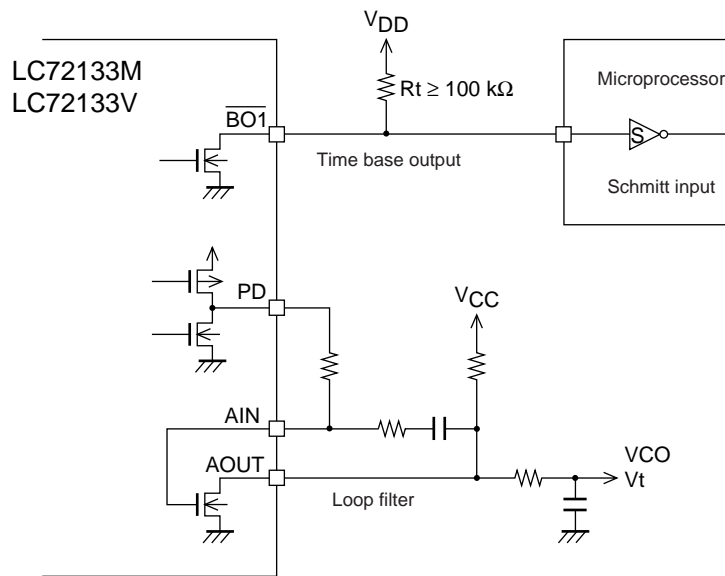 LC72133M
LC72133V
VDD
Rt ≥ 100 kΩ
BO1
Time base output
Microprocessor
S
Schmitt input
PD
VCC
AIN
AOUT
Loop filter
VCO
Vt